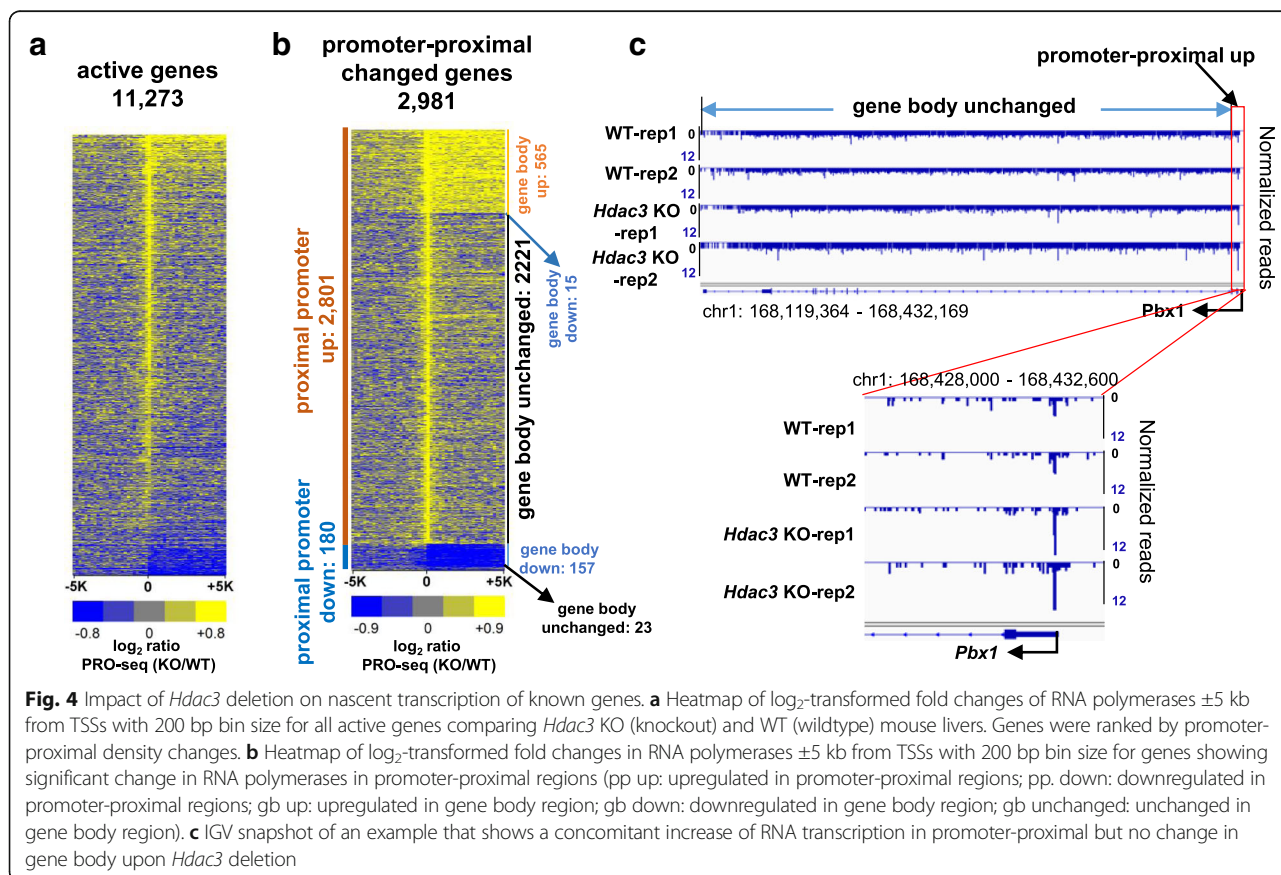 a
active genes
11,273
-5K 0 +5K
-0.8 0 +0.8
log2 ratio
PRO-seq (KO/WT)
b
promoter-proximal
changed genes
2,981
proximal promoter
up: 2,801
proximal promoter
down: 180
gene body
up: 565
gene body
down: 15
gene body unchanged: 2221
gene body
down: 157
gene body
unchanged: 23
-5K 0 +5K
-0.9 0 +0.9
log2 ratio
PRO-seq (KO/WT)
c
promoter-proximal up
gene body unchanged
WT-rep1
0
12
WT-rep2
0
12
Hdac3 KO
-rep1
0
12
Hdac3 KO
-rep2
0
12
Normalized reads
chr1: 168,119,364 - 168,432,169
Pbx1
chr1: 168,428,000 - 168,432,600
WT-rep1
0
12
WT-rep2
0
12
Hdac3 KO-rep1
0
12
Hdac3 KO-rep2
0
12
Normalized reads
Pbx1
Fig. 4 Impact of Hdac3 deletion on nascent transcription of known genes. a Heatmap of log2-transformed fold changes of RNA polymerases ±5 kb
from TSSs with 200 bp bin size for all active genes comparing Hdac3 KO (knockout) and WT (wildtype) mouse livers. Genes were ranked by promoter-
proximal density changes. b Heatmap of log2-transformed fold changes in RNA polymerases ±5 kb from TSSs with 200 bp bin size for genes showing
significant change in RNA polymerases in promoter-proximal regions (pp up: upregulated in promoter-proximal regions; pp. down: downregulated in
promoter-proximal regions; gb up: upregulated in gene body region; gb down: downregulated in gene body region; gb unchanged: unchanged in
gene body region). c IGV snapshot of an example that shows a concomitant increase of RNA transcription in promoter-proximal but no change in
gene body upon Hdac3 deletion